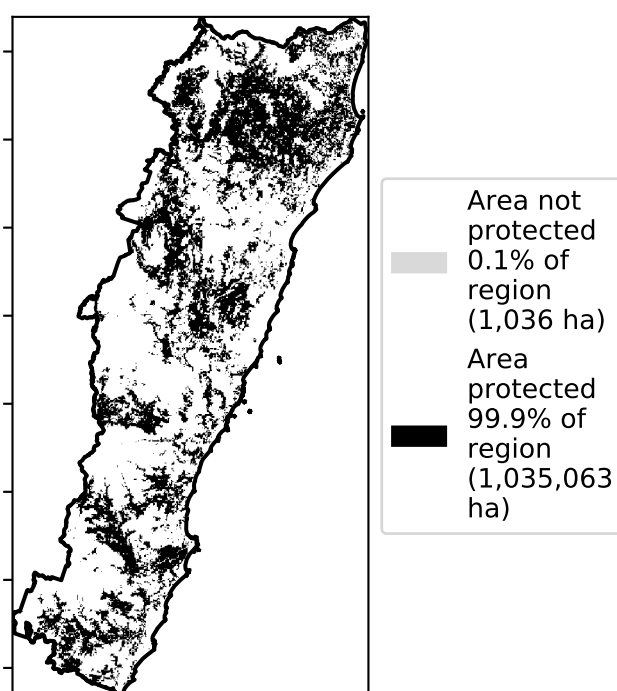 Area not
protected
0.1% of
region
(1,036 ha)
Area
protected
99.9% of
region
(1,035,063
ha)